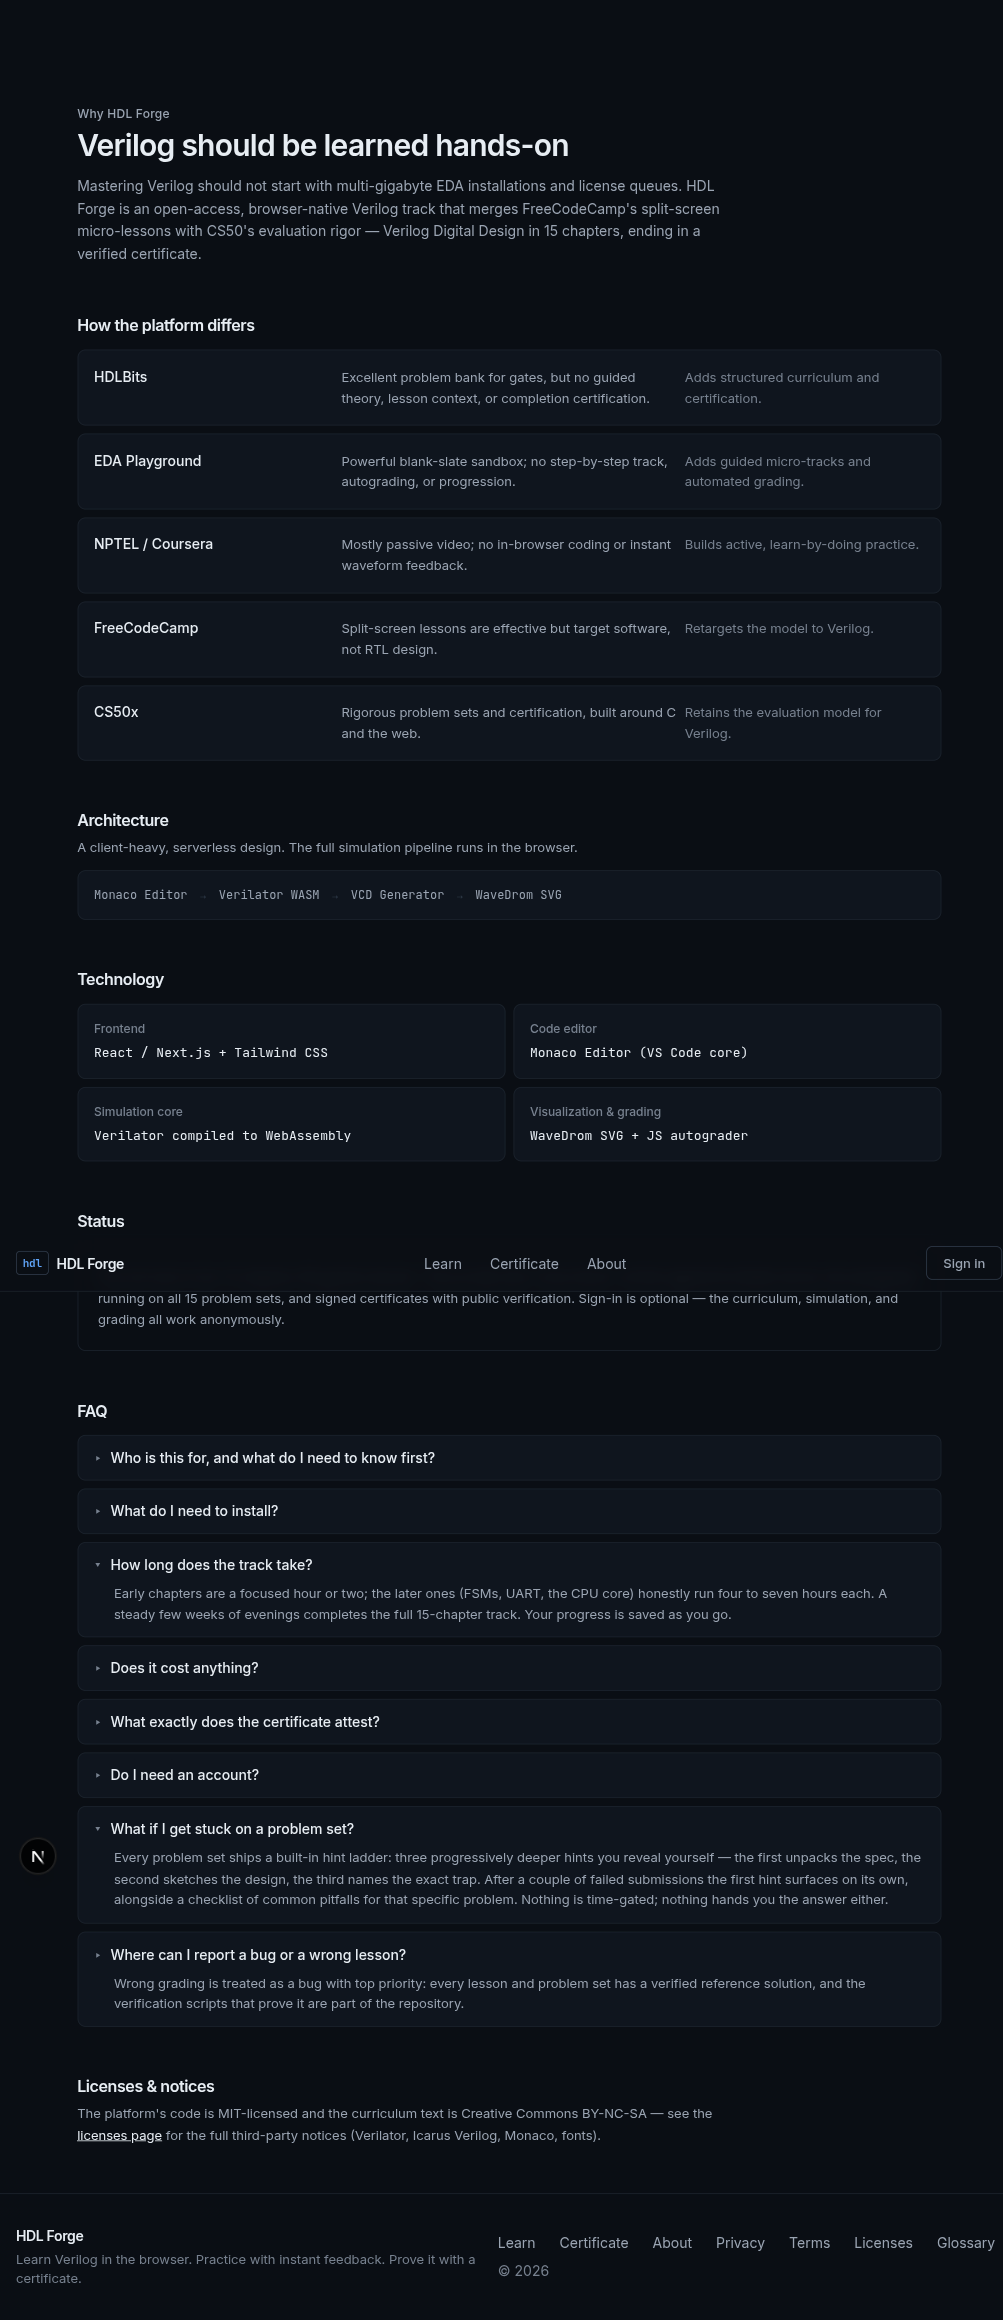 Why HDL Forge
Verilog should be learned hands-on
Mastering Verilog should not start with multi-gigabyte EDA installations and license queues. HDL
Forge is an open-access, browser-native Verilog track that merges FreeCodeCamp's split-screen
micro-lessons with CS50's evaluation rigor — Verilog Digital Design in 15 chapters, ending in a
verified certificate.
How the platform differs
HDLBits
Excellent problem bank for gates, but no guided
theory, lesson context, or completion certification.
Adds structured curriculum and
certification.
EDA Playground
Powerful blank-slate sandbox; no step-by-step track,
autograding, or progression.
Adds guided micro-tracks and
automated grading.
NPTEL / Coursera
Mostly passive video; no in-browser coding or instant
waveform feedback.
Builds active, learn-by-doing practice.
FreeCodeCamp
Split-screen lessons are effective but target software,
not RTL design.
Retargets the model to Verilog.
CS50x
Rigorous problem sets and certification, built around C
and the web.
Retains the evaluation model for
Verilog.
Architecture
A client-heavy, serverless design. The full simulation pipeline runs in the browser.
Monaco Editor → Verilator WASM → VCD Generator → WaveDrom SVG
Technology
Frontend
React / Next.js + Tailwind CSS
Code editor
Monaco Editor (VS Code core)
Simulation core
Verilator compiled to WebAssembly
Visualization & grading
WaveDrom SVG + JS autograder
Status
hdl HDL Forge Learn Certificate About Sign in
running on all 15 problem sets, and signed certificates with public verification. Sign-in is optional — the curriculum, simulation, and
grading all work anonymously.
FAQ
▸ Who is this for, and what do I need to know first?
▸ What do I need to install?
▾ How long does the track take?
Early chapters are a focused hour or two; the later ones (FSMs, UART, the CPU core) honestly run four to seven hours each. A
steady few weeks of evenings completes the full 15-chapter track. Your progress is saved as you go.
▸ Does it cost anything?
▸ What exactly does the certificate attest?
▸ Do I need an account?
▾ What if I get stuck on a problem set?
N
Every problem set ships a built-in hint ladder: three progressively deeper hints you reveal yourself — the first unpacks the spec, the
second sketches the design, the third names the exact trap. After a couple of failed submissions the first hint surfaces on its own,
alongside a checklist of common pitfalls for that specific problem. Nothing is time-gated; nothing hands you the answer either.
▸ Where can I report a bug or a wrong lesson?
Wrong grading is treated as a bug with top priority: every lesson and problem set has a verified reference solution, and the
verification scripts that prove it are part of the repository.
Licenses & notices
The platform's code is MIT-licensed and the curriculum text is Creative Commons BY-NC-SA — see the
licenses page for the full third-party notices (Verilator, Icarus Verilog, Monaco, fonts).
HDL Forge
Learn Verilog in the browser. Practice with instant feedback. Prove it with a
certificate.
Learn Certificate About Privacy Terms Licenses Glossary
© 2026